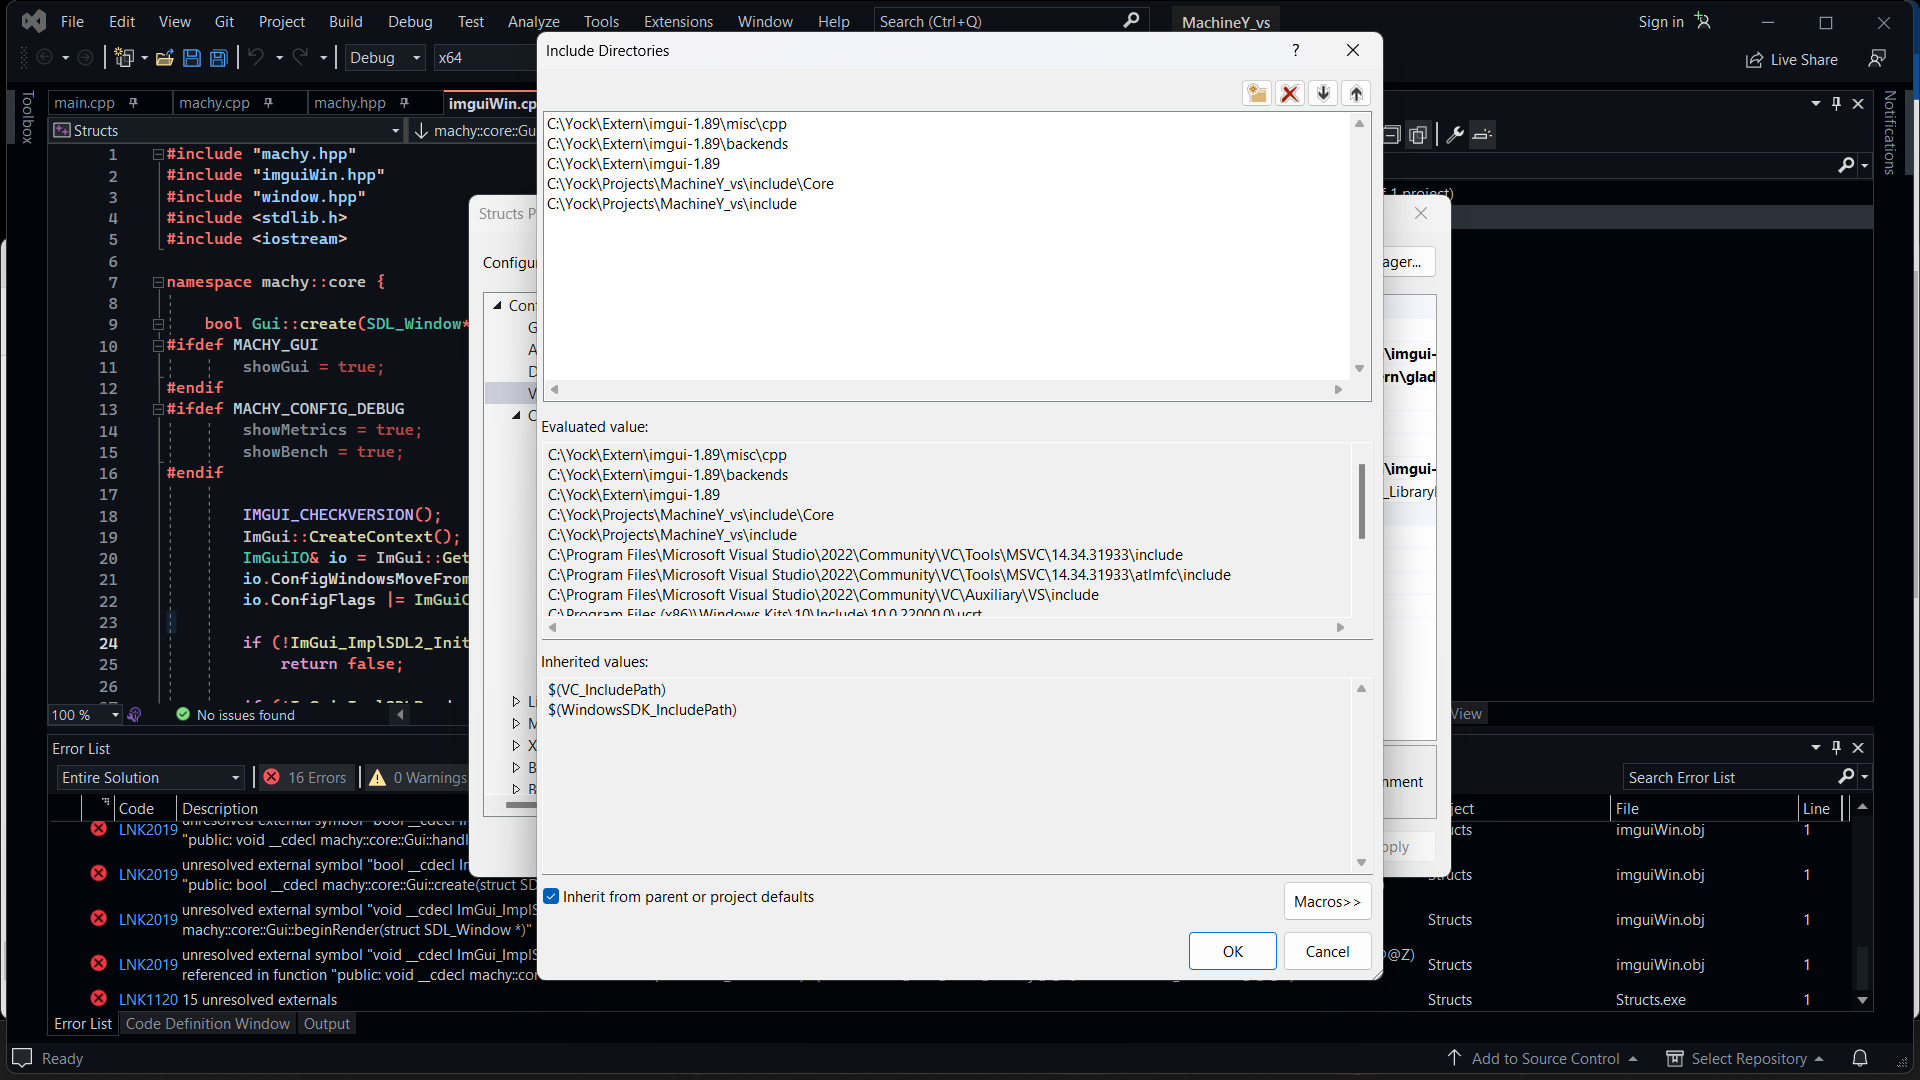 File Edit View Git Project Build Debug Test Analyze Tools Extensions Window Help Search (Ctrl+Q) MachineY_vs Sign in
Debug x64 Live Share
Toolbox
main.cpp machy.cpp machy.hpp imguiWin.cp
Structs machy::core::Gu
1 #include "machy.hpp"
2 #include "imguiWin.hpp"
3 #include "window.hpp"
4 #include <stdlib.h>
5 #include <iostream>
6
7 namespace machy::core {
8
9 bool Gui::create(SDL_Window*
10 #ifdef MACHY_GUI
11 showGui = true;
12 #endif
13 #ifdef MACHY_CONFIG_DEBUG
14 showMetrics = true;
15 showBench = true;
16 #endif
17
18 IMGUI_CHECKVERSION();
19 ImGui::CreateContext();
20 ImGuiIO& io = ImGui::Get
21 io.ConfigWindowsMoveFrom
22 io.ConfigFlags |= ImGuiC
23
24 if (!ImGui_ImplSDL2_Init
25 return false;
26
100 % No issues found
Structs P
Configu
Con
G
A
D
V
C
L
M
X
B
B
Include Directories ?
C:\Yock\Extern\imgui-1.89\misc\cpp
C:\Yock\Extern\imgui-1.89\backends
C:\Yock\Extern\imgui-1.89
C:\Yock\Projects\MachineY_vs\include\Core
C:\Yock\Projects\MachineY_vs\include
Evaluated value:
C:\Yock\Extern\imgui-1.89\misc\cpp
C:\Yock\Extern\imgui-1.89\backends
C:\Yock\Extern\imgui-1.89
C:\Yock\Projects\MachineY_vs\include\Core
C:\Yock\Projects\MachineY_vs\include
C:\Program Files\Microsoft Visual Studio\2022\Community\VC\Tools\MSVC\14.34.31933\include
C:\Program Files\Microsoft Visual Studio\2022\Community\VC\Tools\MSVC\14.34.31933\atlmfc\include
C:\Program Files\Microsoft Visual Studio\2022\Community\VC\Auxiliary\VS\include
C:\Program Files (x86)\Windows Kits\10\Include\10.0.22000.0\ucrt
Inherited values:
$(VC_IncludePath)
$(WindowsSDK_IncludePath)
Inherit from parent or project defaults
Macros>>
OK Cancel
ager...
\imgui-
rn\glad
\imgui-
_Library
nment
pply
f 1 project)
View
Notifications
Error List
Entire Solution 16 Errors 0 Warnings Search Error List
Code Description ject File Line
LNK2019 "public: void __cdecl machy::core::Gui::handl ucts imguiWin.obj 1
LNK2019 unresolved external symbol "bool __cdecl Im
"public: bool __cdecl machy::core::Gui::create(struct SD ucts imguiWin.obj 1
LNK2019 unresolved external symbol "void __cdecl ImGui_ImplS
machy::core::Gui::beginRender(struct SDL_Window *)" Structs imguiWin.obj 1
LNK2019 unresolved external symbol "void __cdecl ImGui_ImplS
referenced in function "public: void __cdecl machy::cor @Z) Structs imguiWin.obj 1
LNK1120 15 unresolved externals Structs Structs.exe 1
Error List Code Definition Window Output
Ready Add to Source Control Select Repository